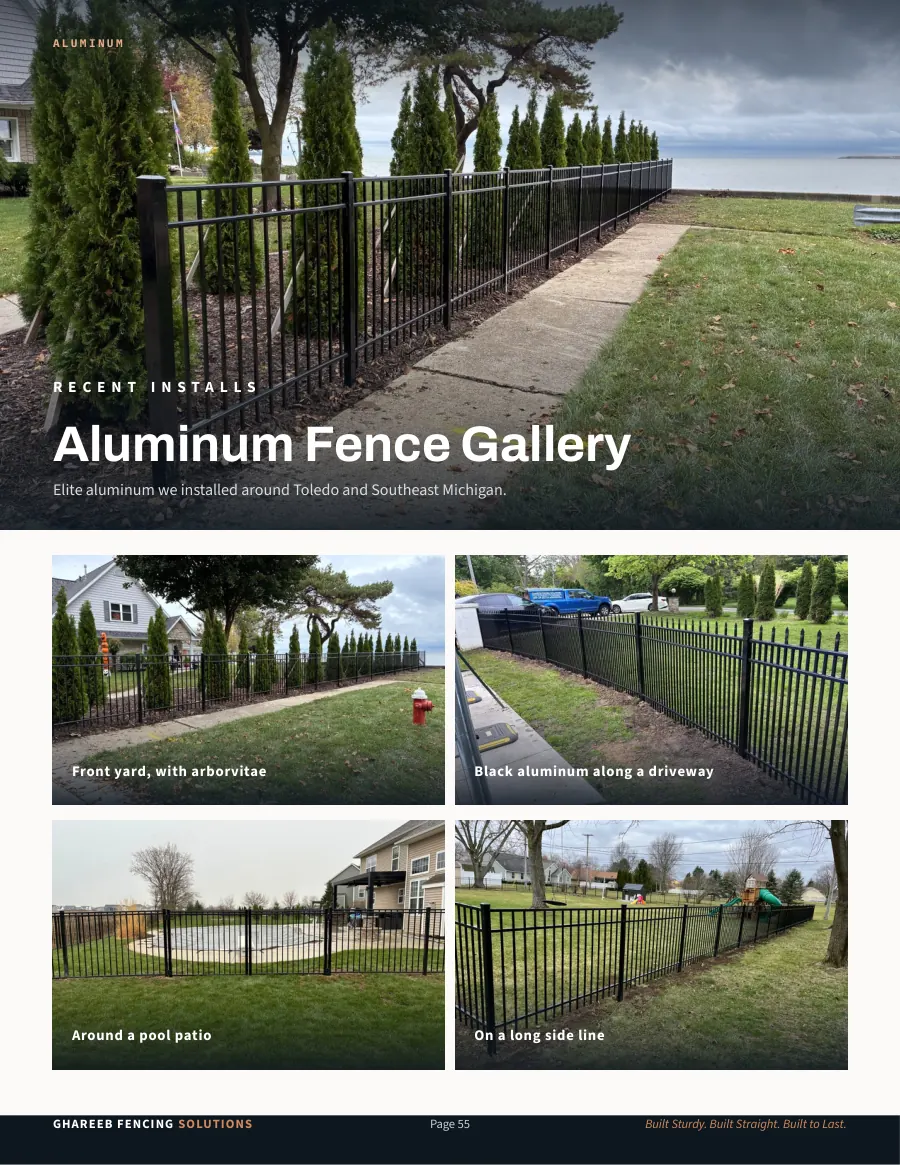 ALUMINUM
RECENT INSTALLS
Aluminum Fence Gallery
Elite aluminum we installed around Toledo and Southeast Michigan.
Front yard, with arborvitae
Black aluminum along a driveway
Around a pool patio
On a long side line
GHAREEB FENCING SOLUTIONS
Page 55
Built Sturdy. Built Straight. Built to Last.